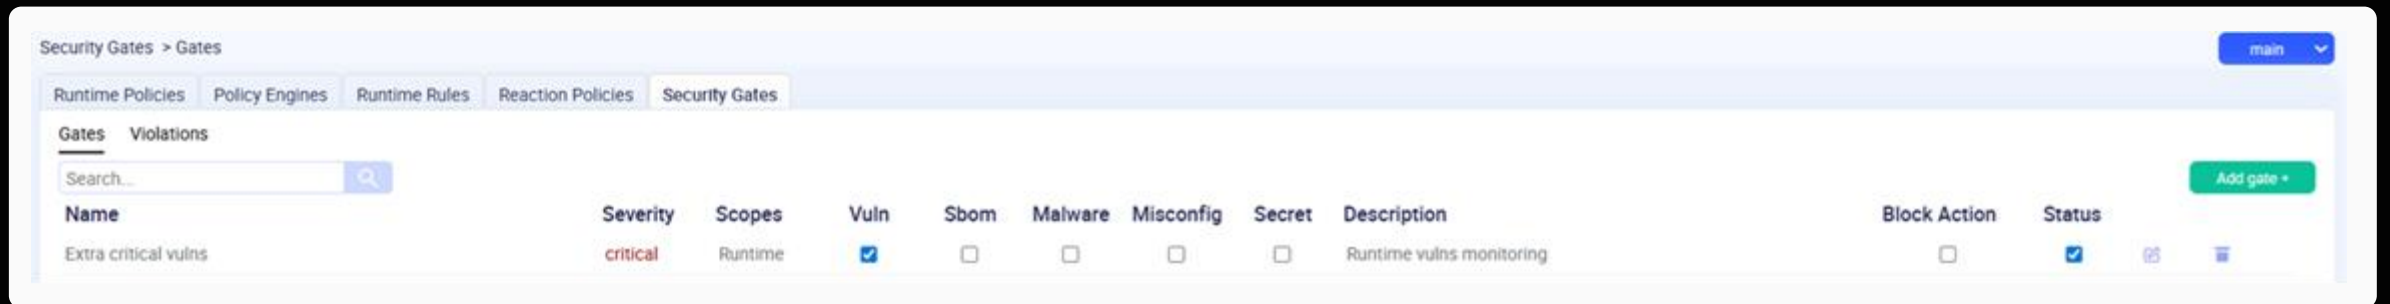 Security Gates > Gates
main
Runtime Policies Policy Engines Runtime Rules Reaction Policies Security Gates
Gates Violations
Search...
Add gate +
Name Severity Scopes Vuln Sbom Malware Misconfig Secret Description Block Action Status
Extra critical vulns critical Runtime Runtime vulns monitoring